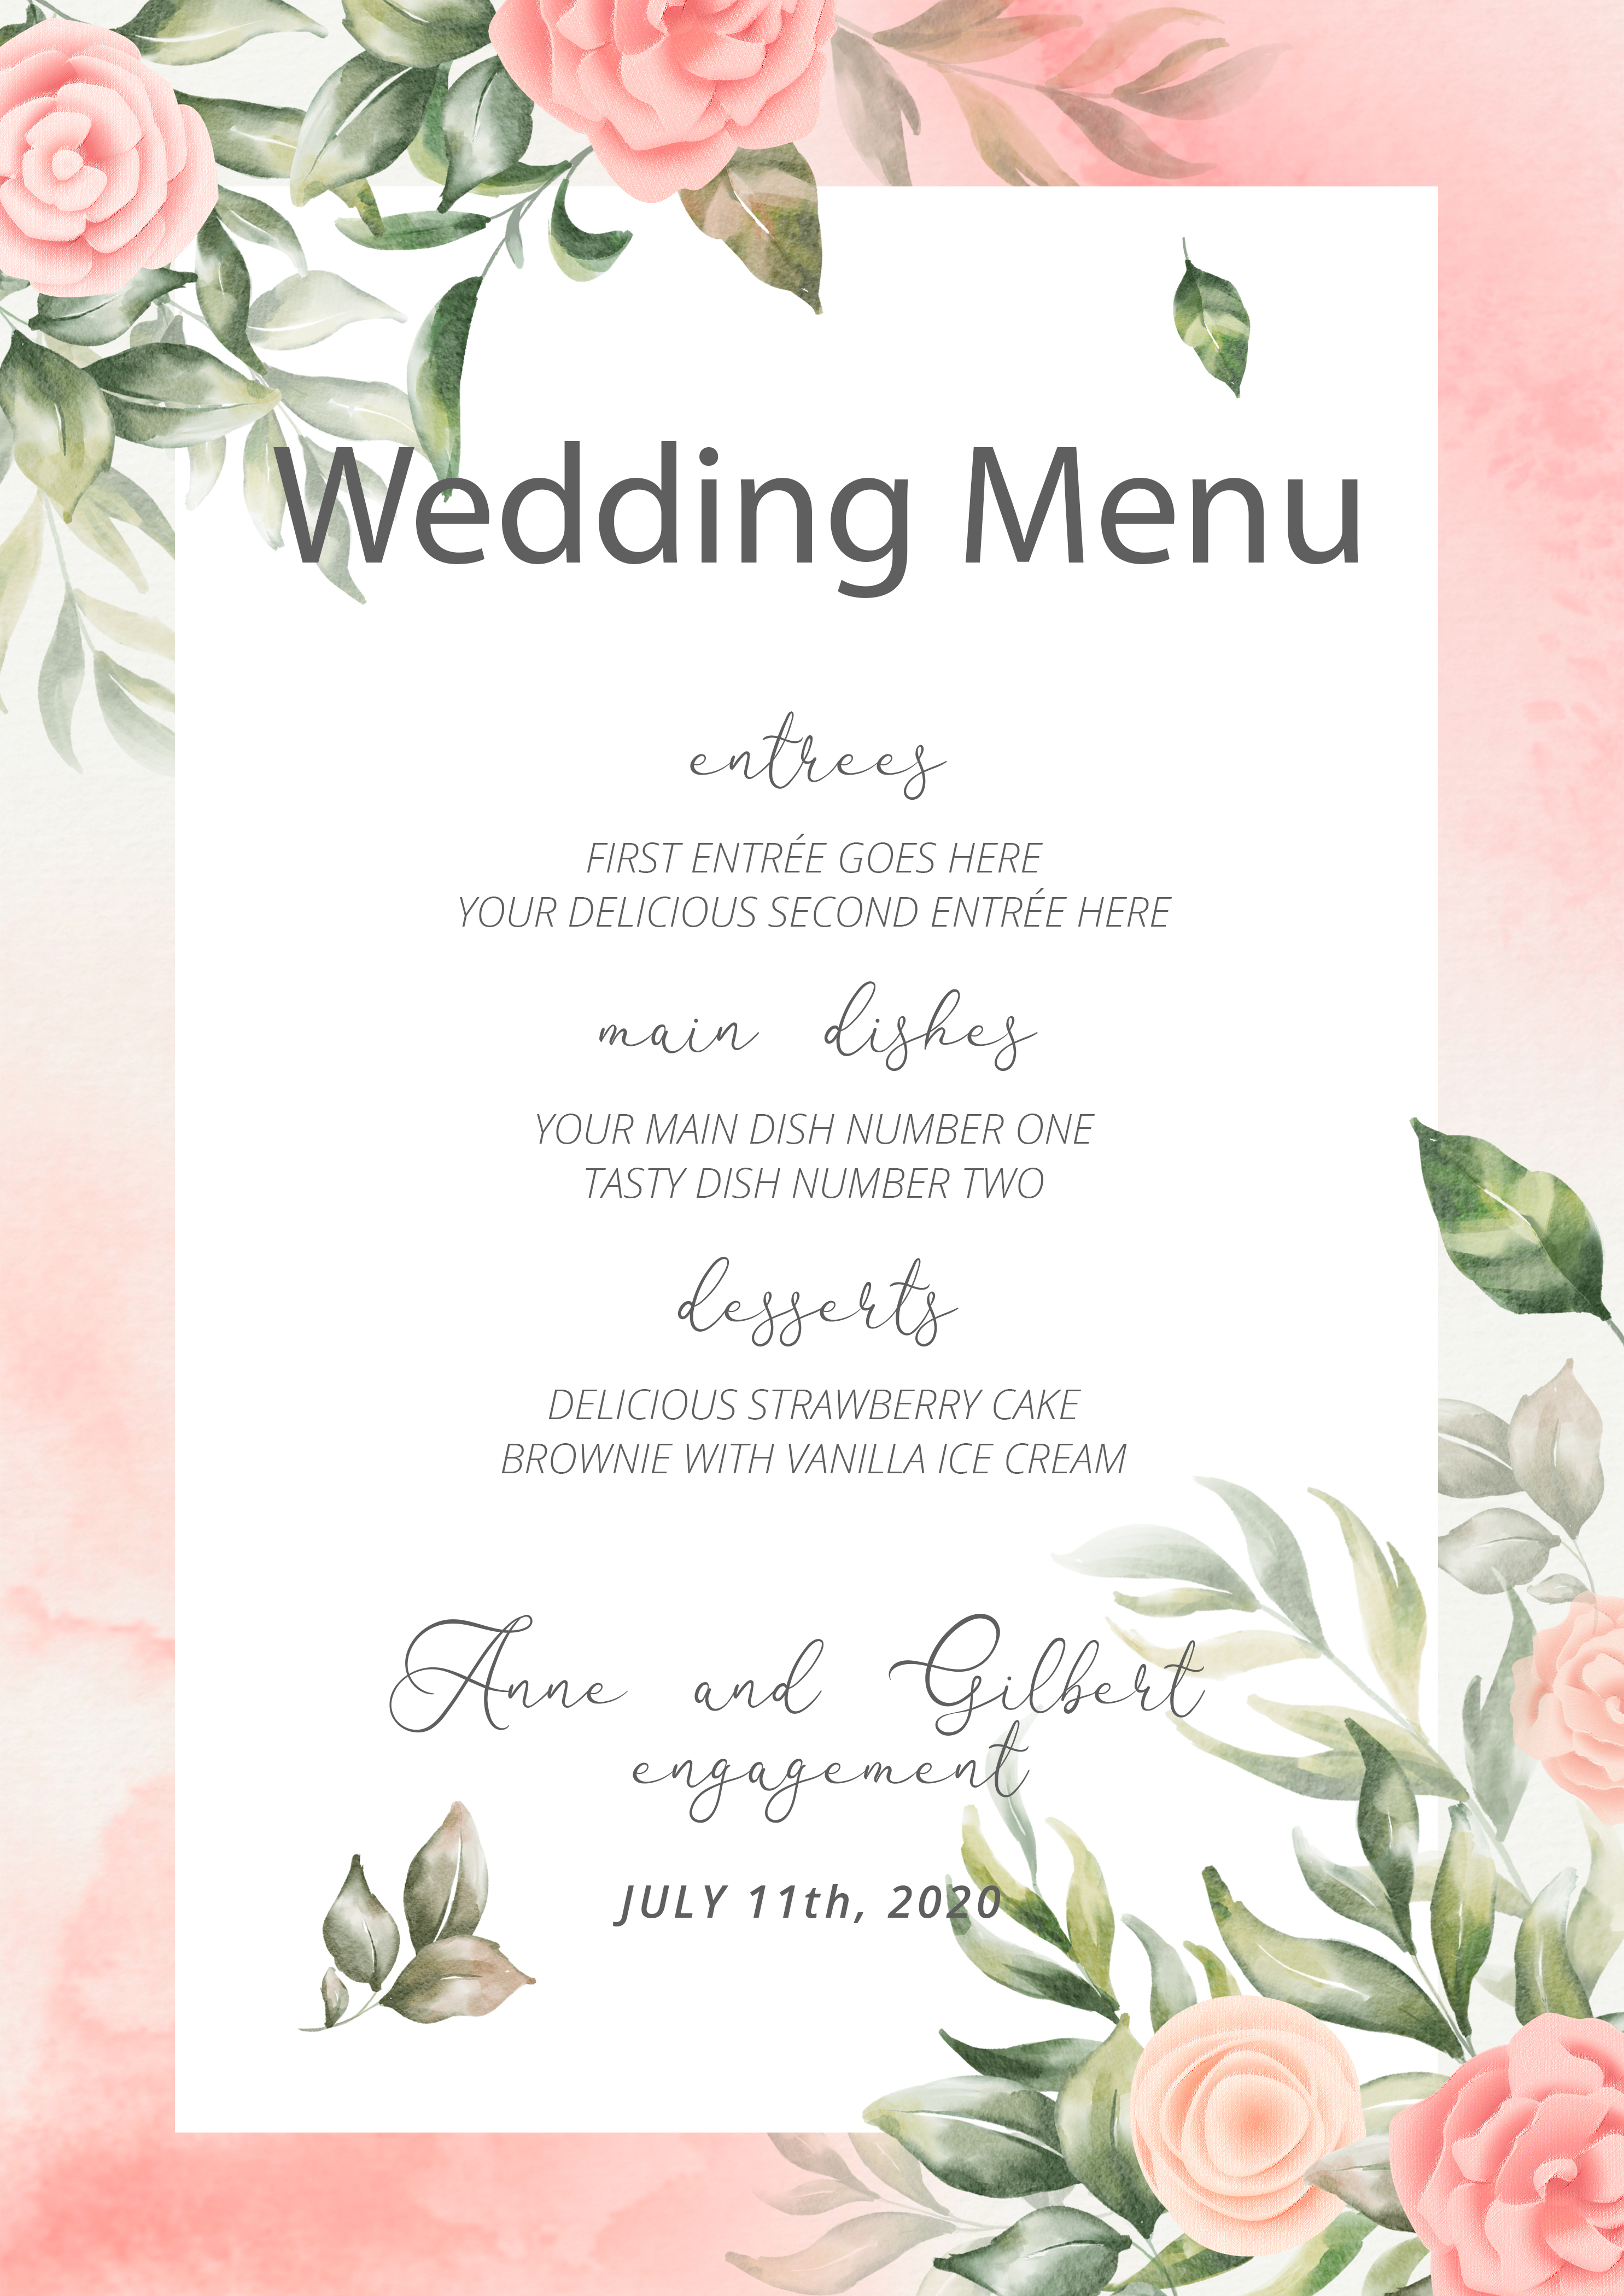 Wedding Menu
entrees
FIRST ENTRÉE GOES HERE
YOUR DELICIOUS SECOND ENTRÉE HERE
main dishes
YOUR MAIN DISH NUMBER ONE
TASTY DISH NUMBER TWO
desserts
DELICIOUS STRAWBERRY CAKE
BROWNIE WITH VANILLA ICE CREAM
Anne and Gilbert
engagement
JULY 11th, 2020